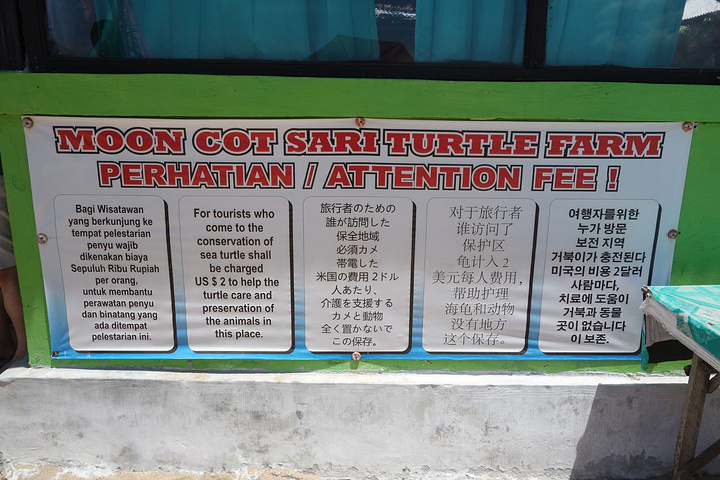 MOON COT SARI TURTLE FARM
PERHATIAN / ATTENTION FEE !
Bagi Wisatawan
yang berkunjung ke
tempat pelestarian
penyu wajib
dikenakan biaya
Sepuluh Ribu Rupiah
per orang,
untuk membantu
perawatan penyu
dan binatang yang
ada ditempat
pelestarian ini.
For tourists who
come to the
conservation of
sea turtle shall
be charged
US $ 2 to help the
turtle care and
preservation of
the animals in
this place.
旅行者のための
誰が訪問した
保全地域
必須カメ
帯電した
米国の費用 2ドル
人あたり,
介護を支援する
カメと動物
全く置かないで
この保存。
对于旅行者
谁访问了
保护区
龟计入 2
美元每人费用,
帮助护理
海龟和动物
没有地方
这个保存。
여행자를위한
누가 방문
보전 지역
거북이가 충전된다
미국의 비용 2달러
사람마다,
치료에 도움이
거북과 동물
곳이 없습니다
이 보존.